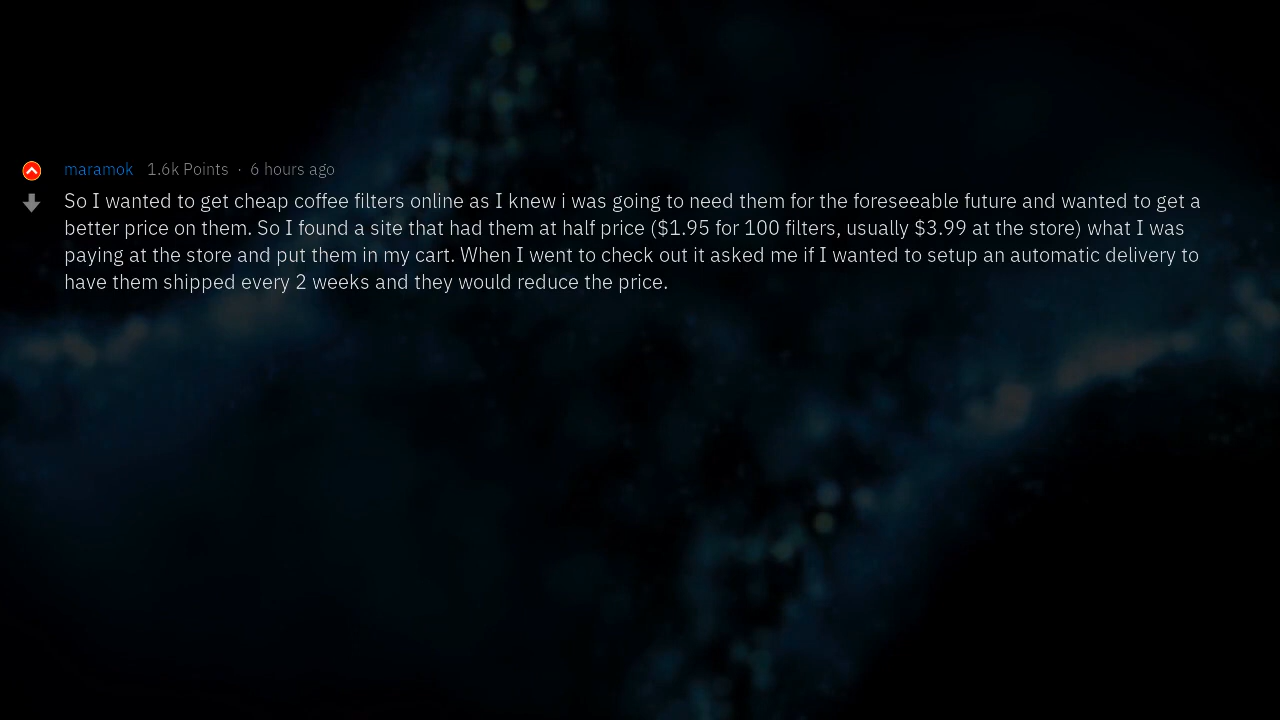 maramok 1.6k Points · 6 hours ago
So I wanted to get cheap coffee filters online as I knew i was going to need them for the foreseeable future and wanted to get a
better price on them. So I found a site that had them at half price ($1.95 for 100 filters, usually $3.99 at the store) what I was
paying at the store and put them in my cart. When I went to check out it asked me if I wanted to setup an automatic delivery to
have them shipped every 2 weeks and they would reduce the price.